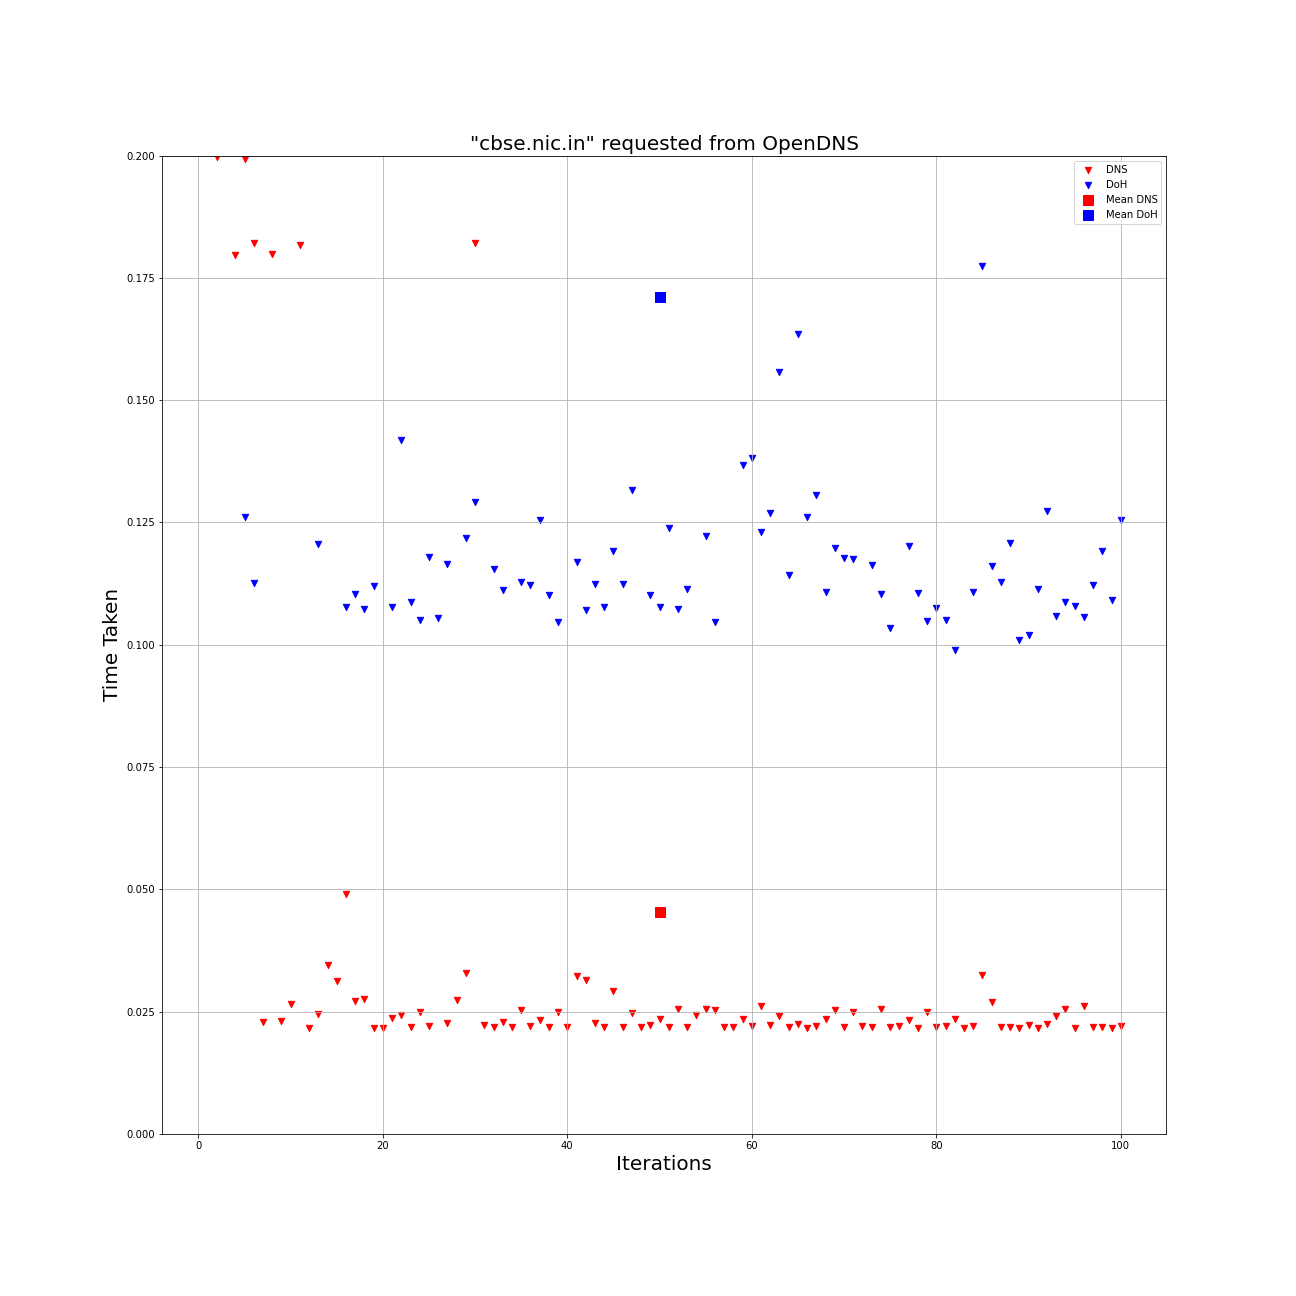 "cbse.nic.in" requested from OpenDNS
DNS
DoH
Mean DNS
Mean DoH
Time Taken
0.200
0.175
0.150
0.125
0.100
0.075
0.050
0.025
0.000
0 20 40 60 80 100
Iterations